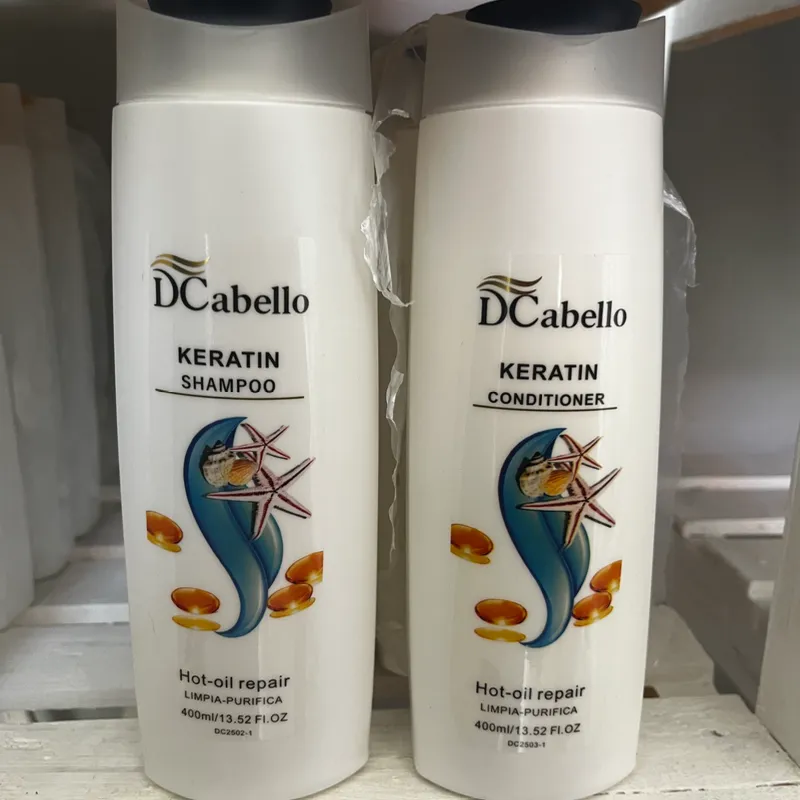 DCabello
KERATIN
SHAMPOO
Hot-oil repair
LIMPIA-PURIFICA
400ml/13.52 Fl.OZ
DC2502-1
DCabello
KERATIN
CONDITIONER
Hot-oil repair
LIMPIA-PURIFICA
400ml/13.52 Fl.OZ
DC2503-1